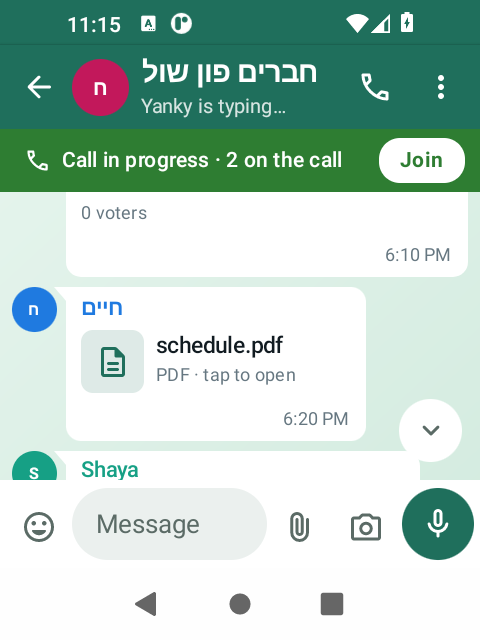 11:15
חברים פון שול
ח
Yanky is typing...
Call in progress · 2 on the call
Join
0 voters
6:10 PM
ח
חיים
schedule.pdf
PDF · tap to open
6:20 PM
S
Shaya
Message